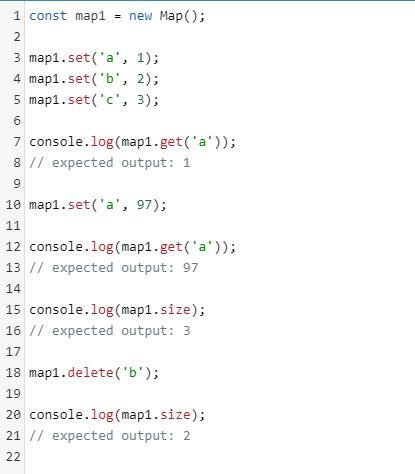 1 const map1 = new Map();
2
3 map1.set('a', 1);
4 map1.set('b', 2);
5 map1.set('c', 3);
6
7 console.log(map1.get('a'));
8 // expected output: 1
9
10 map1.set('a', 97);
11
12 console.log(map1.get('a'));
13 // expected output: 97
14
15 console.log(map1.size);
16 // expected output: 3
17
18 map1.delete('b');
19
20 console.log(map1.size);
21 // expected output: 2
22